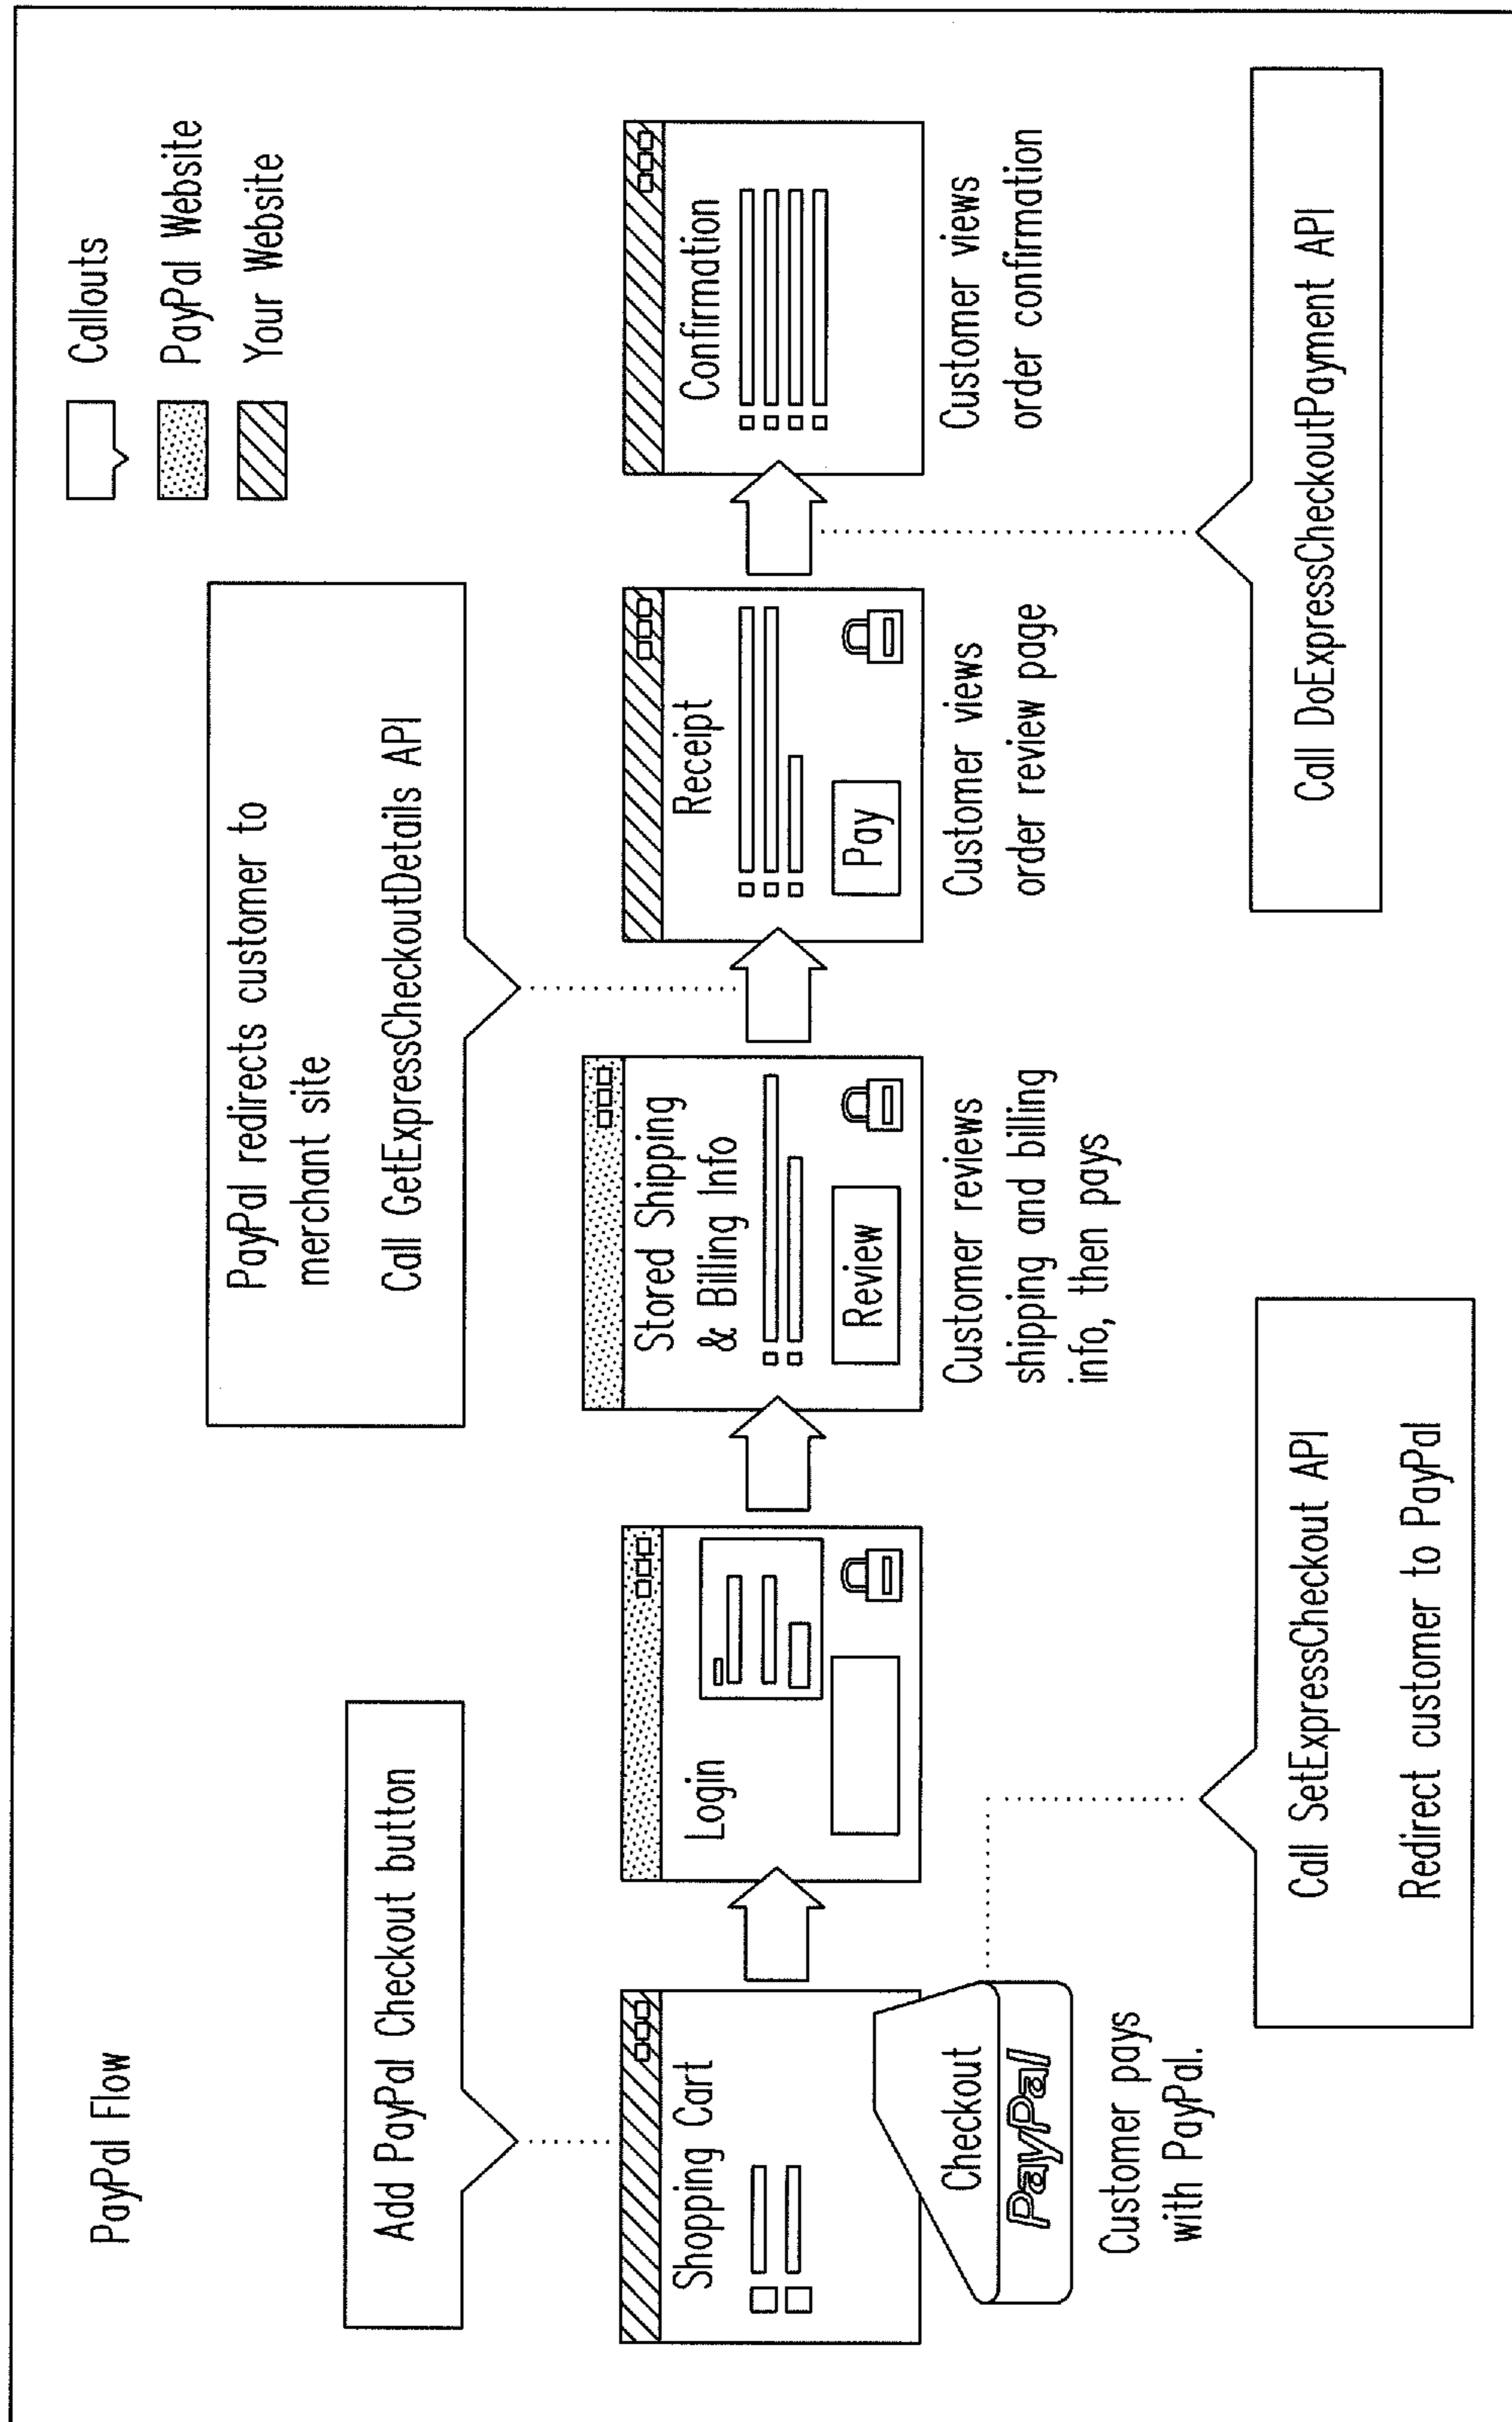 PayPal Flow
Callouts
PayPal Website
Your Website
Add PayPal Checkout button
PayPal redirects customer to
merchant site
Call GetExpressCheckoutDetails API
Shopping Cart
Checkout
PayPal
Customer pays
with PayPal.
Login
Stored Shipping
& Billing Info
Review
Customer reviews
shipping and billing
info, then pays
Receipt
Pay
Customer views
order review page
Confirmation
Customer views
order confirmation
Call SetExpressCheckout API
Redirect customer to PayPal
Call DoExpressCheckoutPayment API